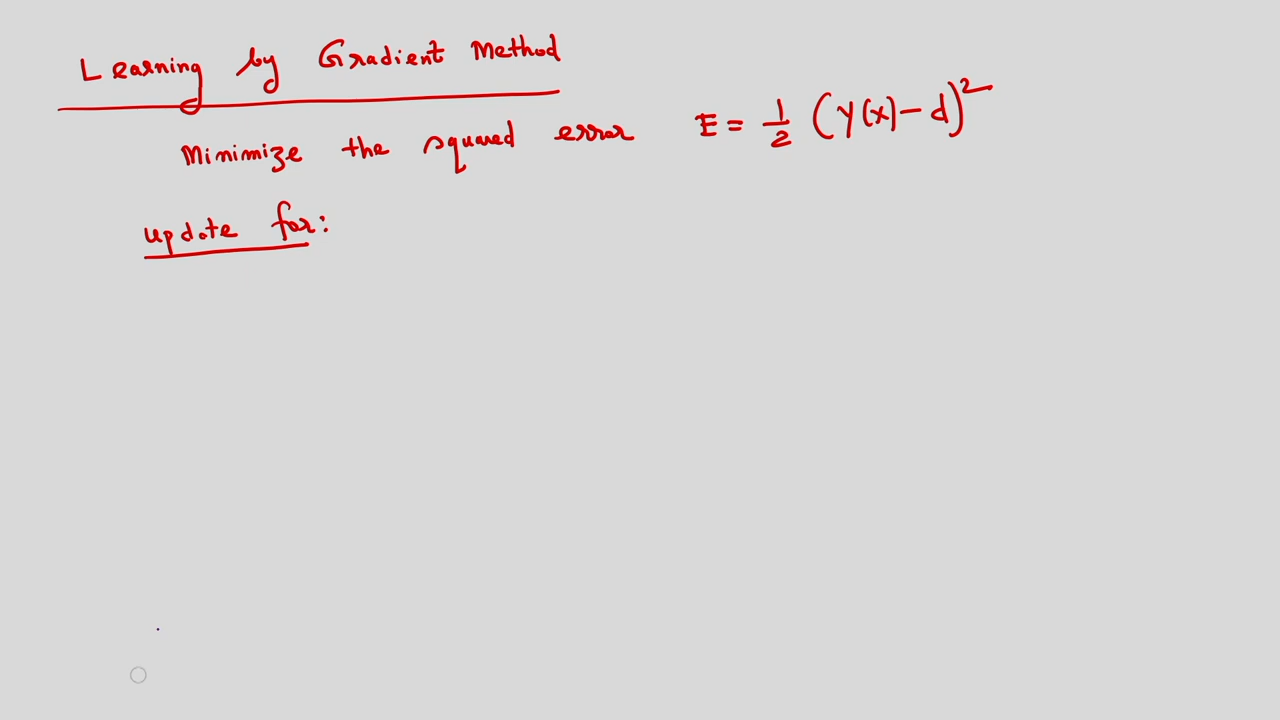 Learning by Gradient Method
Minimize the squared error E = 1/2 (y(x) - d)^2
update for: